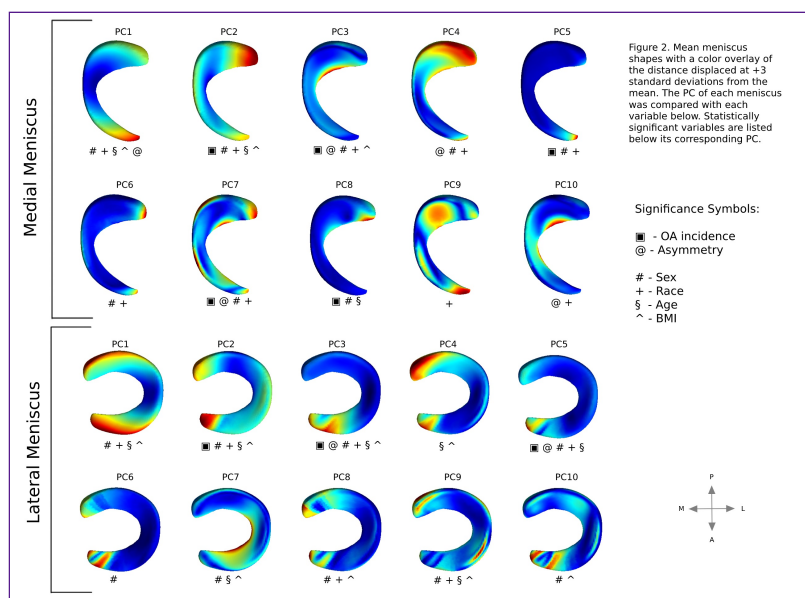 Medial Meniscus
PC1
PC2
PC3
PC4
PC5
# + § ^ @
▣ # + § ^
▣ @ # + ^
@ # +
▣ # +
PC6
PC7
PC8
PC9
PC10
# +
▣ @ # +
▣ # §
+
@ +
Lateral Meniscus
PC1
PC2
PC3
PC4
PC5
# + § ^
▣ # + § ^
▣ @ # + § ^
§ ^
▣ @ # + §
PC6
PC7
PC8
PC9
PC10
#
# § ^
# + ^
# + § ^
# ^
Figure 2. Mean meniscus
shapes with a color overlay of
the distance displaced at +3
standard deviations from the
mean. The PC of each meniscus
was compared with each
variable below. Statistically
significant variables are listed
below its corresponding PC.
Significance Symbols:
▣ - OA incidence
@ - Asymmetry
# - Sex
+ - Race
§ - Age
^ - BMI
P
M
L
A